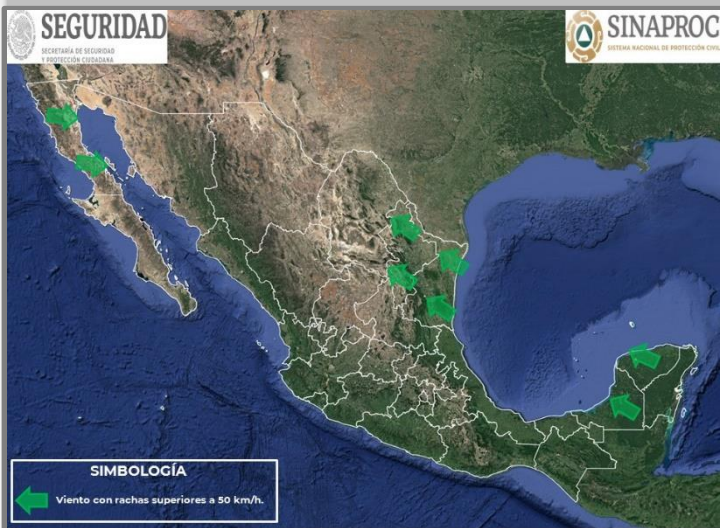 SEGURIDAD
SECRETARÍA DE SEGURIDAD
Y PROTECCIÓN CIUDADANA
SINAPROC
SISTEMA NACIONAL DE PROTECCIÓN CIVIL
SIMBOLOGÍA
Viento con rachas superiores a 50 km/h.